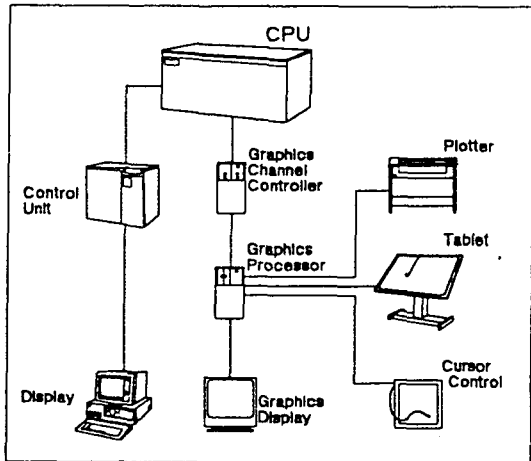 CPU
Graphics
Channel
Controller
Plotter
Control
Unit
Tablet
Graphics
Processor
Cursor
Control
Display
Graphics
Display